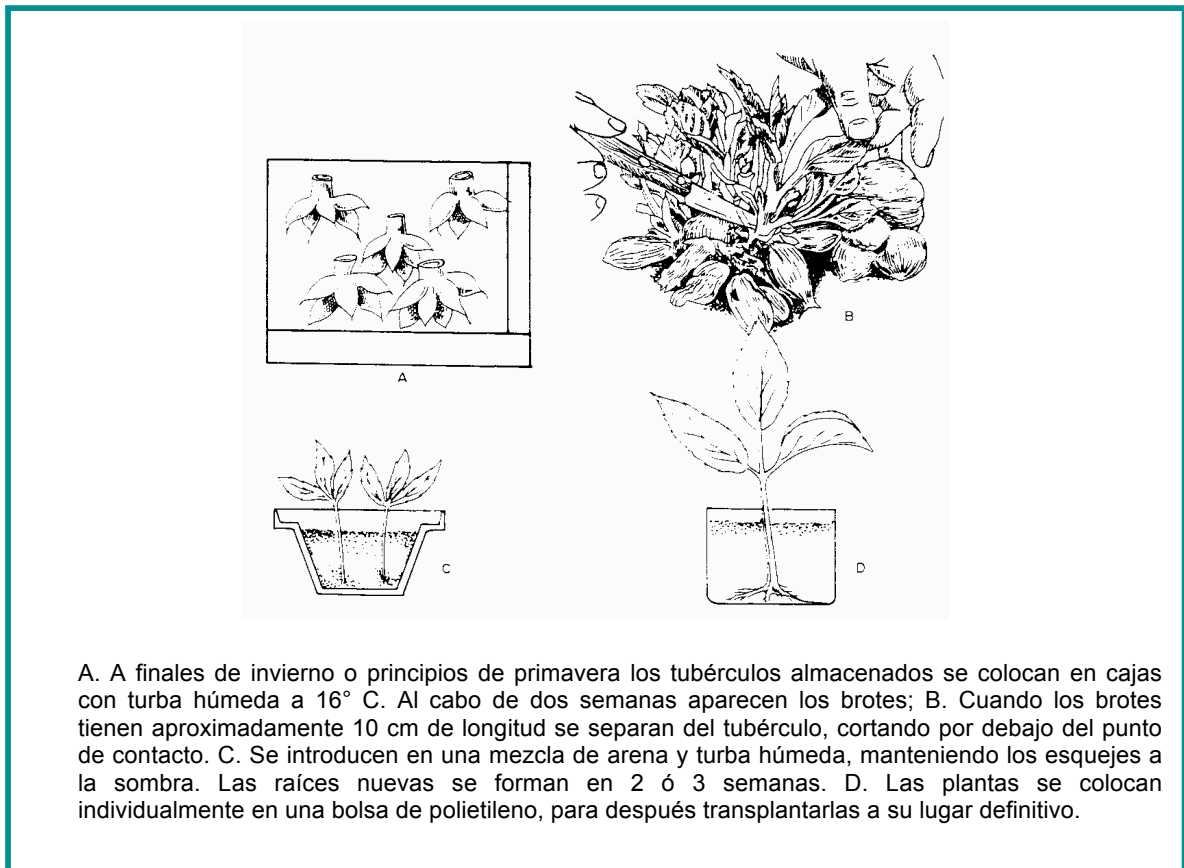 A
B
C
D
A. A finales de invierno o principios de primavera los tubérculos almacenados se colocan en cajas
con turba húmeda a 16° C. Al cabo de dos semanas aparecen los brotes; B. Cuando los brotes
tienen aproximadamente 10 cm de longitud se separan del tubérculo, cortando por debajo del punto
de contacto. C. Se introducen en una mezcla de arena y turba húmeda, manteniendo los esquejes a
la sombra. Las raíces nuevas se forman en 2 ó 3 semanas. D. Las plantas se colocan
individualmente en una bolsa de polietileno, para después transplantarlas a su lugar definitivo.